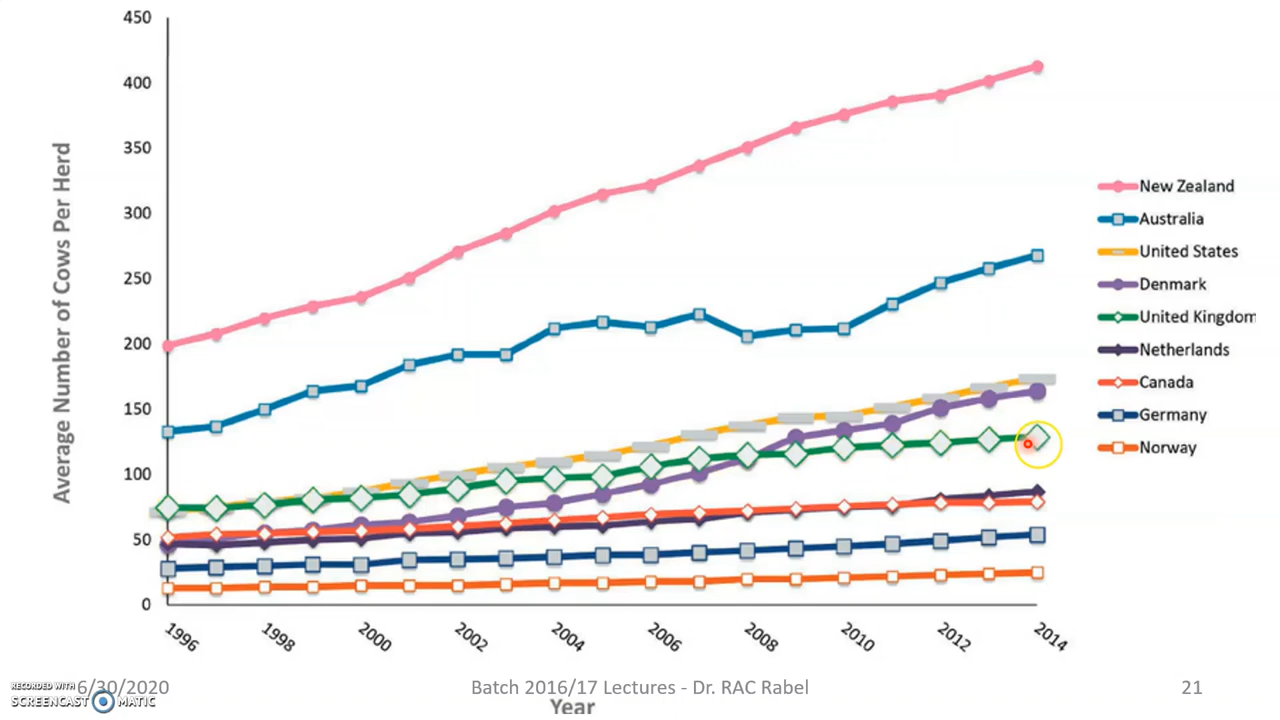 450
400
350
300
250
200
150
100
50
0
Average Number of Cows Per Herd
1996
1998
2000
2002
2004
2006
2008
2010
2012
2014
Year
New Zealand
Australia
United States
Denmark
United Kingdom
Netherlands
Canada
Germany
Norway
RECORDED WITH
SCREENCAST MATIC
6/30/2020
Batch 2016/17 Lectures - Dr. RAC Rabel
21